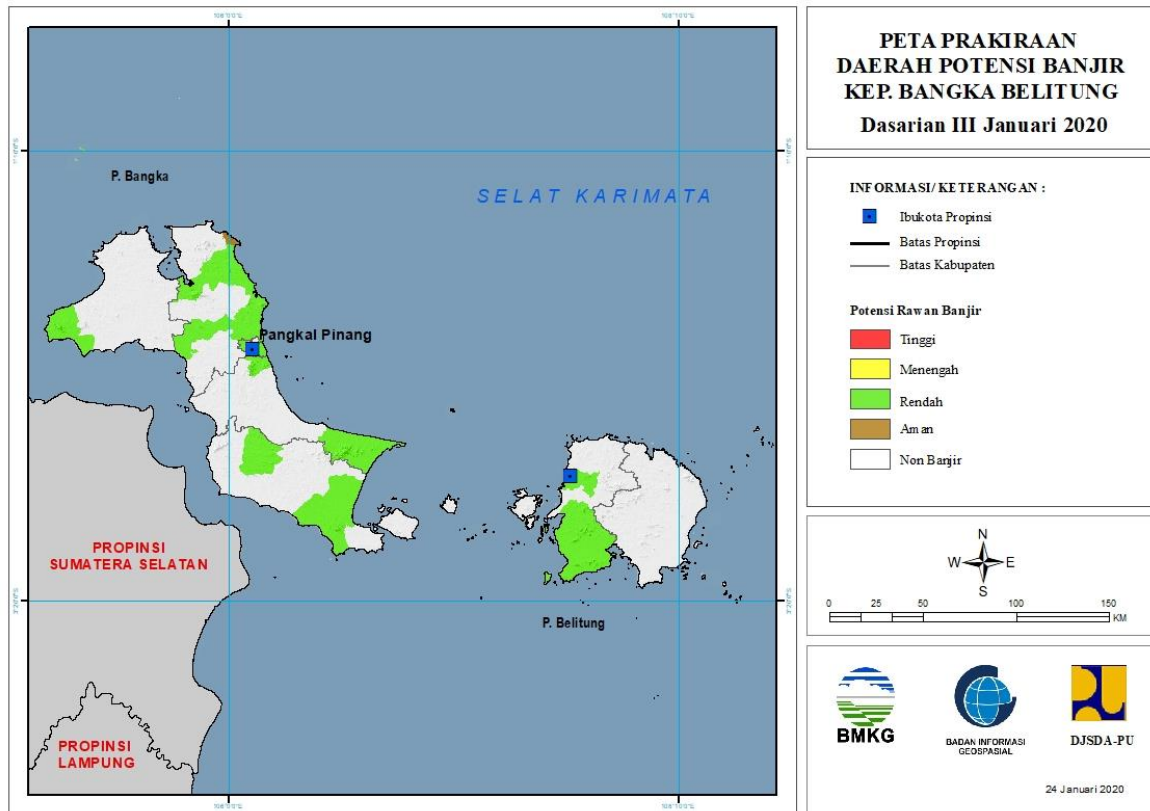 PETA PRAKIRAAN
DAERAH POTENSI BANJIR
KEP. BANGKA BELITUNG
Dasarian III Januari 2020
P. Bangka
SELAT KARIMATA
Pangkal Pinang
PROPINSI
SUMATERA SELATAN
P. Belitung
PROPINSI
LAMPUNG
INFORMASI/ KETERANGAN :
Ibukota Propinsi
Batas Propinsi
Batas Kabupaten
Potensi Rawan Banjir
Tinggi
Menengah
Rendah
Aman
Non Banjir
N
W E
S
0 25 50 100 150
KM
BMKG
BADAN INFORMASI
GEOSPASIAL
DJSDA-PU
24 Januari 2020